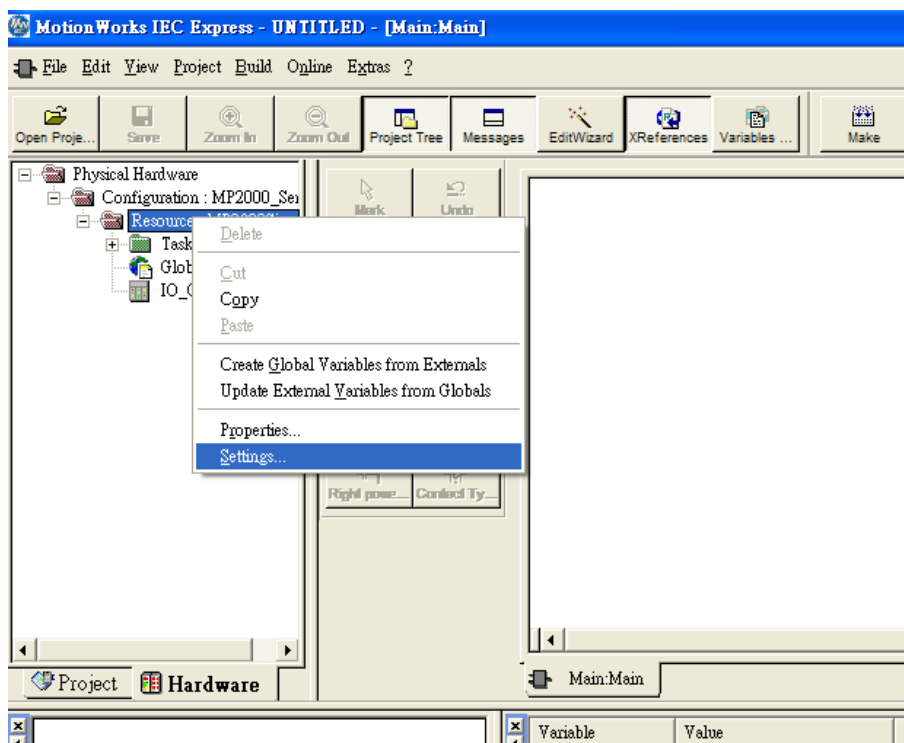 MotionWorks IEC Express - UNTITLED - [Main:Main]
File Edit View Project Build Online Extras ?
Open Proje... Save Zoom In Zoom Out Project Tree Messages EditWizard XReferences Variables ... Make
Physical Hardware
Configuration : MP2000_Se
Resource
Task
Glob
IO_
Mark Undo
Delete
Cut
Copy
Paste
Create Global Variables from Externals
Update External Variables from Globals
Properties...
Settings...
Right powe... Contact Ty...
Project Hardware
Main:Main
Variable Value